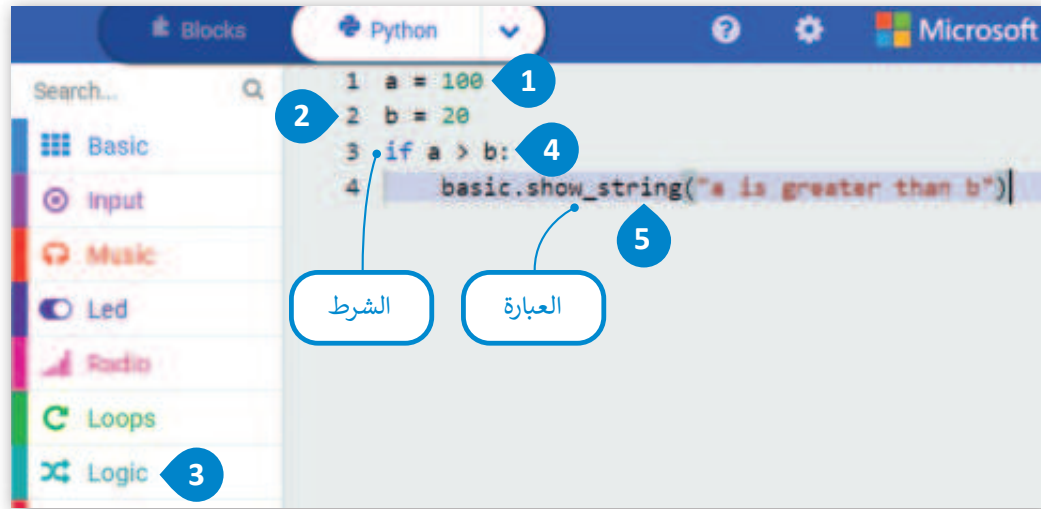 Blocks
Python
Microsoft
Search...
Basic
Input
Music
Led
Radio
Loops
Logic
3
1 a = 100
1
2
2 b = 20
3 if a > b:
4
4 basic.show_string("a is greater than b")
5
الشرط
العبارة